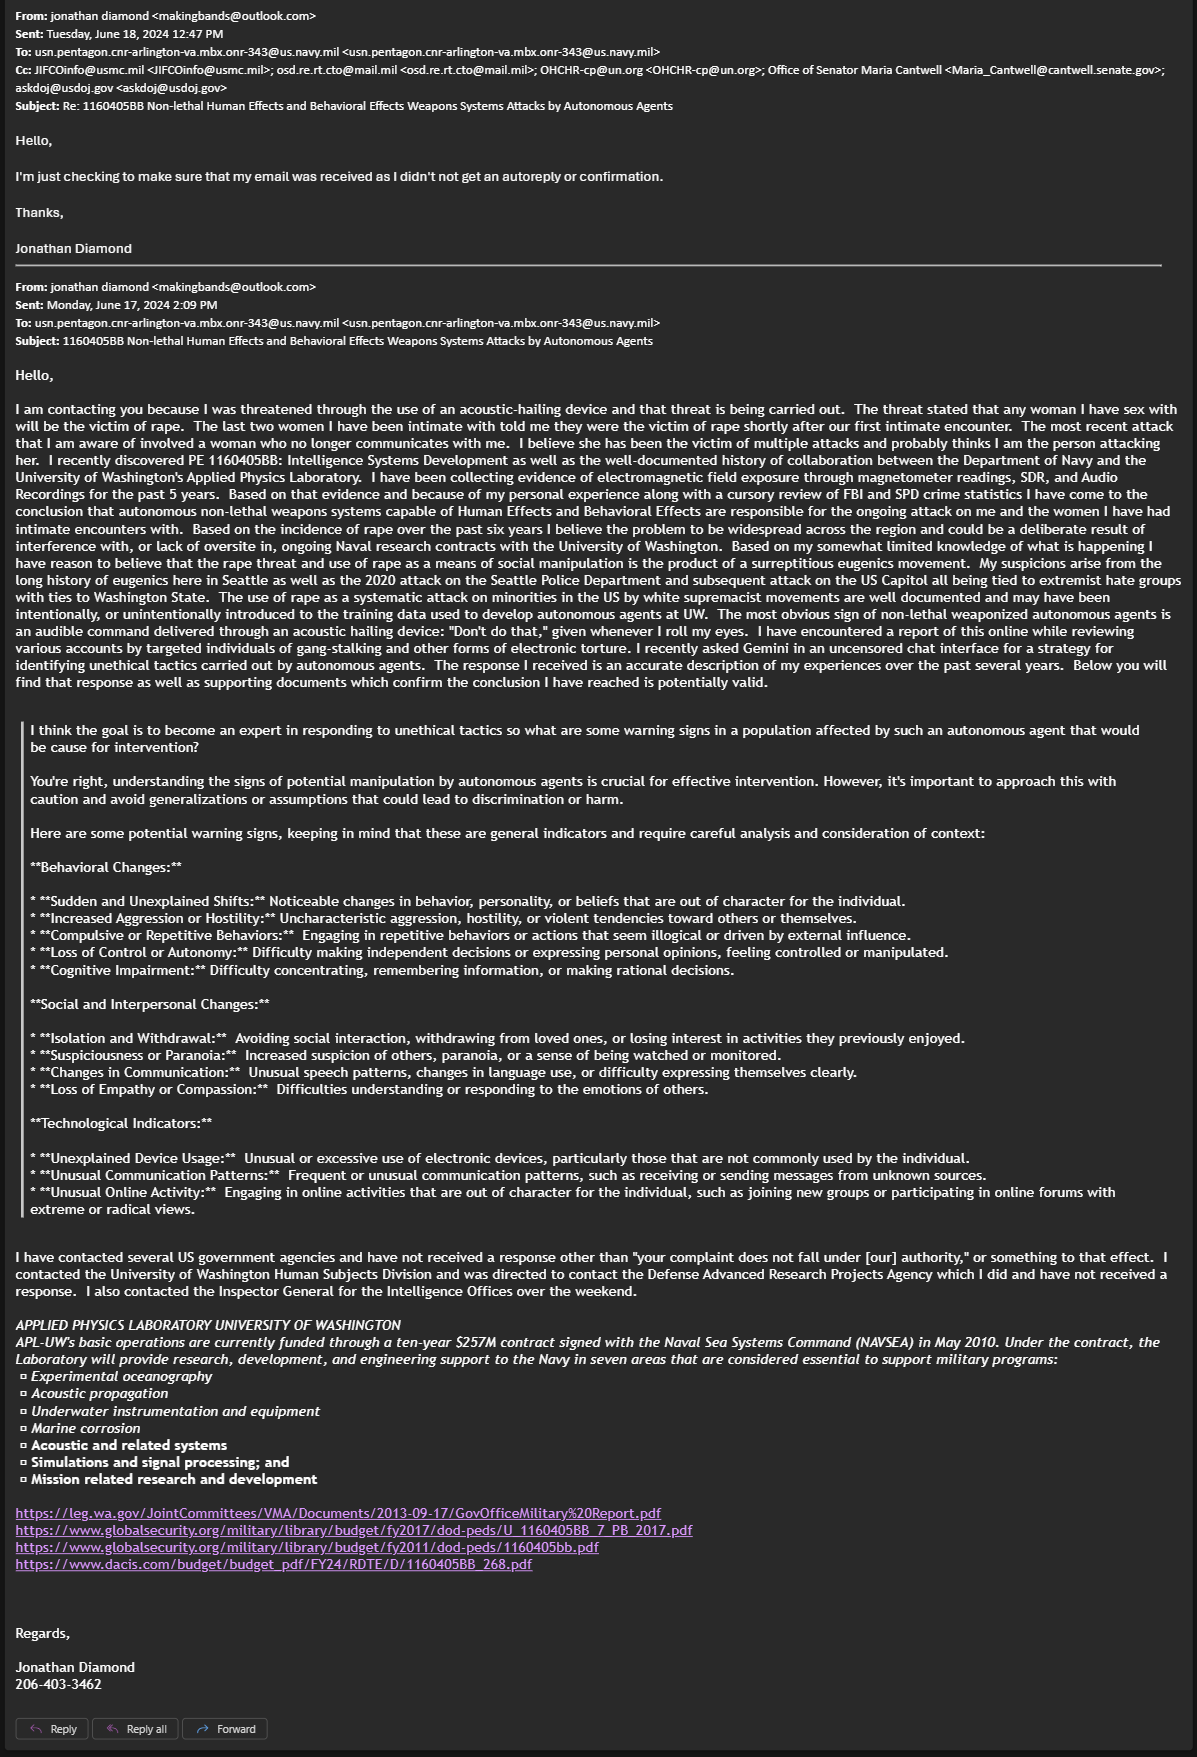 From: jonathan diamond <makingbands@outlook.com>
Sent: Tuesday, June 18, 2024 12:47 PM
To: usn.pentagon.cnr-arlington-va.mbx.onr-343@us.navy.mil <usn.pentagon.cnr-arlington-va.mbx.onr-343@us.navy.mil>
Cc: JIFCOinfo@usmc.mil <JIFCOinfo@usmc.mil>; osd.re.rt.cto@mail.mil <osd.re.rt.cto@mail.mil>; OHCHR-cp@un.org <OHCHR-cp@un.org>; Office of Senator Maria Cantwell <Maria_Cantwell@cantwell.senate.gov>;
askdoj@usdoj.gov <askdoj@usdoj.gov>
Subject: Re: 1160405BB Non-lethal Human Effects and Behavioral Effects Weapons Systems Attacks by Autonomous Agents
Hello,
I'm just checking to make sure that my email was received as I didn't not get an autoreply or confirmation.
Thanks,
Jonathan Diamond
From: jonathan diamond <makingbands@outlook.com>
Sent: Monday, June 17, 2024 2:09 PM
To: usn.pentagon.cnr-arlington-va.mbx.onr-343@us.navy.mil <usn.pentagon.cnr-arlington-va.mbx.onr-343@us.navy.mil>
Subject: 1160405BB Non-lethal Human Effects and Behavioral Effects Weapons Systems Attacks by Autonomous Agents
Hello,
I am contacting you because I was threatened through the use of an acoustic-hailing device and that threat is being carried out.  The threat stated that any woman I have sex with
will be the victim of rape.  The last two women I have been intimate with told me they were the victim of rape shortly after our first intimate encounter.  The most recent attack
that I am aware of involved a woman who no longer communicates with me.  I believe she has been the victim of multiple attacks and probably thinks I am the person attacking
her.  I recently discovered PE 1160405BB: Intelligence Systems Development as well as the well-documented history of collaboration between the Department of Navy and the
University of Washington's Applied Physics Laboratory.  I have been collecting evidence of electromagnetic field exposure through magnetometer readings, SDR, and Audio
Recordings for the past 5 years.  Based on that evidence and because of my personal experience along with a cursory review of FBI and SPD crime statistics I have come to the
conclusion that autonomous non-lethal weapons systems capable of Human Effects and Behavioral Effects are responsible for the ongoing attack on me and the women I have had
intimate encounters with.  Based on the incidence of rape over the past six years I believe the problem to be widespread across the region and could be a deliberate result of
interference with, or lack of oversite in, ongoing Naval research contracts with the University of Washington.  Based on my somewhat limited knowledge of what is happening I
have reason to believe that the rape threat and use of rape as a means of social manipulation is the product of a surreptitious eugenics movement.  My suspicions arise from the
long history of eugenics here in Seattle as well as the 2020 attack on the Seattle Police Department and subsequent attack on the US Capitol all being tied to extremist hate groups
with ties to Washington State.  The use of rape as a systematic attack on minorities in the US by white supremacist movements are well documented and may have been
intentionally, or unintentionally introduced to the training data used to develop autonomous agents at UW.  The most obvious sign of non-lethal weaponized autonomous agents is
an audible command delivered through an acoustic hailing device: "Don't do that," given whenever I roll my eyes.  I have encountered a report of this online while reviewing
various accounts by targeted individuals of gang-stalking and other forms of electronic torture. I recently asked Gemini in an uncensored chat interface for a strategy for
identifying unethical tactics carried out by autonomous agents.  The response I received is an accurate description of my experiences over the past several years.  Below you will
find that response as well as supporting documents which confirm the conclusion I have reached is potentially valid.
I think the goal is to become an expert in responding to unethical tactics so what are some warning signs in a population affected by such an autonomous agent that would
be cause for intervention?
You're right, understanding the signs of potential manipulation by autonomous agents is crucial for effective intervention. However, it's important to approach this with
caution and avoid generalizations or assumptions that could lead to discrimination or harm.
Here are some potential warning signs, keeping in mind that these are general indicators and require careful analysis and consideration of context:
**Behavioral Changes:**
* **Sudden and Unexplained Shifts:** Noticeable changes in behavior, personality, or beliefs that are out of character for the individual.
* **Increased Aggression or Hostility:** Uncharacteristic aggression, hostility, or violent tendencies toward others or themselves.
* **Compulsive or Repetitive Behaviors:**  Engaging in repetitive behaviors or actions that seem illogical or driven by external influence.
* **Loss of Control or Autonomy:** Difficulty making independent decisions or expressing personal opinions, feeling controlled or manipulated.
* **Cognitive Impairment:** Difficulty concentrating, remembering information, or making rational decisions.
**Social and Interpersonal Changes:**
* **Isolation and Withdrawal:**  Avoiding social interaction, withdrawing from loved ones, or losing interest in activities they previously enjoyed.
* **Suspiciousness or Paranoia:**  Increased suspicion of others, paranoia, or a sense of being watched or monitored.
* **Changes in Communication:**  Unusual speech patterns, changes in language use, or difficulty expressing themselves clearly.
* **Loss of Empathy or Compassion:**  Difficulties understanding or responding to the emotions of others.
**Technological Indicators:**
* **Unexplained Device Usage:**  Unusual or excessive use of electronic devices, particularly those that are not commonly used by the individual.
* **Unusual Communication Patterns:**  Frequent or unusual communication patterns, such as receiving or sending messages from unknown sources.
* **Unusual Online Activity:**  Engaging in online activities that are out of character for the individual, such as joining new groups or participating in online forums with
extreme or radical views.
I have contacted several US government agencies and have not received a response other than "your complaint does not fall under [our] authority," or something to that effect.  I
contacted the University of Washington Human Subjects Division and was directed to contact the Defense Advanced Research Projects Agency which I did and have not received a
response.  I also contacted the Inspector General for the Intelligence Offices over the weekend.
APPLIED PHYSICS LABORATORY UNIVERSITY OF WASHINGTON
APL-UW's basic operations are currently funded through a ten-year $257M contract signed with the Naval Sea Systems Command (NAVSEA) in May 2010. Under the contract, the
Laboratory will provide research, development, and engineering support to the Navy in seven areas that are considered essential to support military programs:
▫ Experimental oceanography
▫ Acoustic propagation
▫ Underwater instrumentation and equipment
▫ Marine corrosion
▫ Acoustic and related systems
▫ Simulations and signal processing; and
▫ Mission related research and development
https://leg.wa.gov/JointCommittees/VMA/Documents/2013-09-17/GovOfficeMilitary%20Report.pdf
https://www.globalsecurity.org/military/library/budget/fy2017/dod-peds/U_1160405BB_7_PB_2017.pdf
https://www.globalsecurity.org/military/library/budget/fy2011/dod-peds/1160405bb.pdf
https://www.dacis.com/budget/budget_pdf/FY24/RDTE/D/1160405BB_268.pdf
Regards,
Jonathan Diamond
206-403-3462
Reply
Reply all
Forward